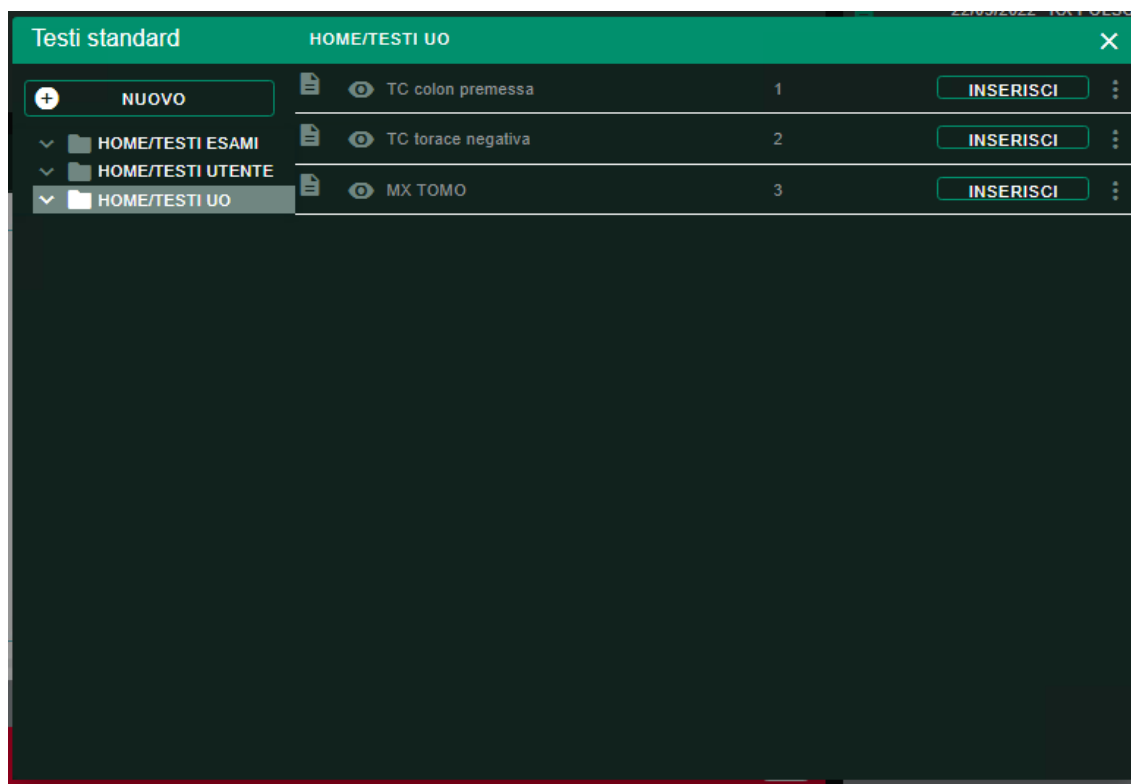 Testi standard
HOME/TESTI UO
NUOVO
HOME/TESTI ESAMI
HOME/TESTI UTENTE
HOME/TESTI UO
TC colon premessa 1 INSERISCI
TC torace negativa 2 INSERISCI
MX TOMO 3 INSERISCI